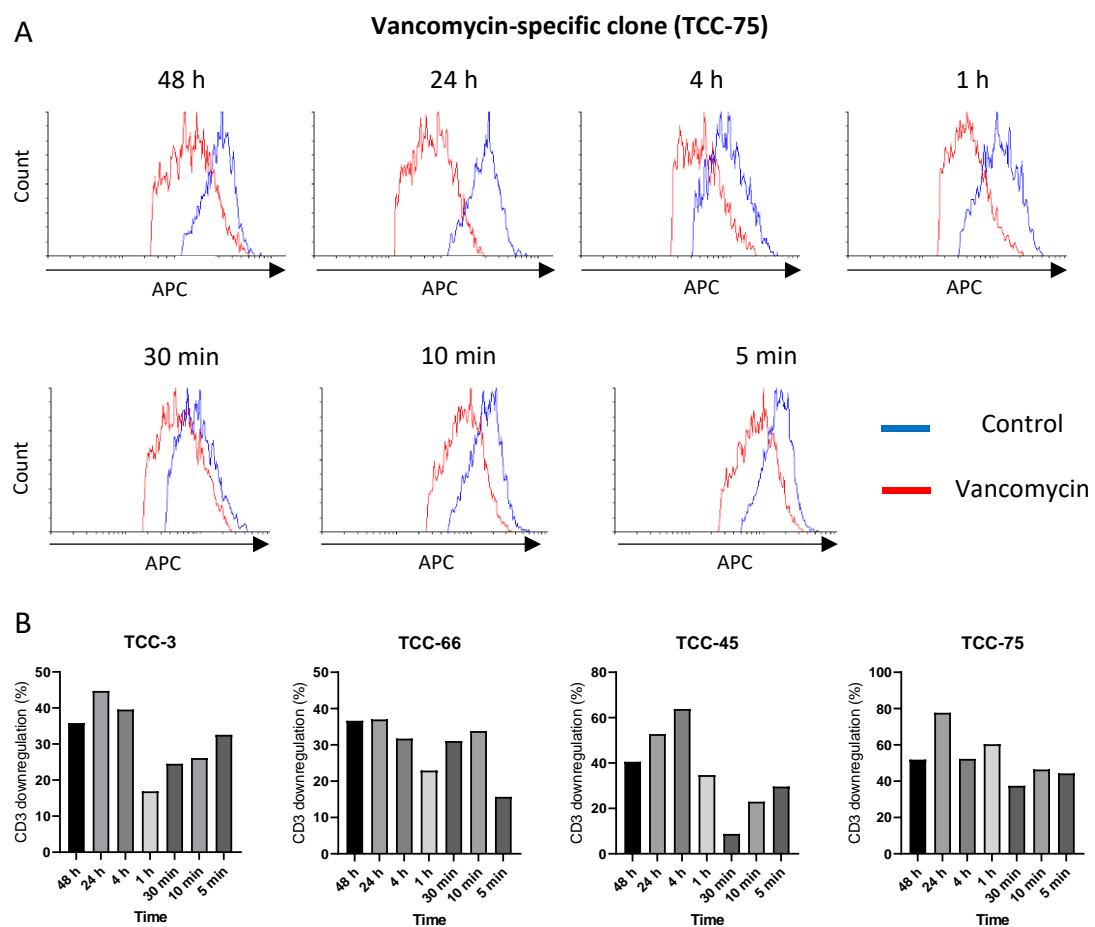 A
Vancomycin-specific clone (TCC-75)
48 h
24 h
4 h
1 h
Count
APC
APC
APC
APC
30 min
10 min
5 min
Count
APC
APC
APC
Control
Vancomycin
B
TCC-3
CD3 downregulation (%)
50
40
30
20
10
0
48 h
24 h
4 h
1 h
30 min
10 min
5 min
Time
TCC-66
CD3 downregulation (%)
50
40
30
20
10
0
48 h
24 h
4 h
1 h
30 min
10 min
5 min
Time
TCC-45
CD3 downregulation (%)
80
60
40
20
0
48 h
24 h
4 h
1 h
30 min
10 min
5 min
Time
TCC-75
CD3 downregulation (%)
100
80
60
40
20
0
48 h
24 h
4 h
1 h
30 min
10 min
5 min
Time